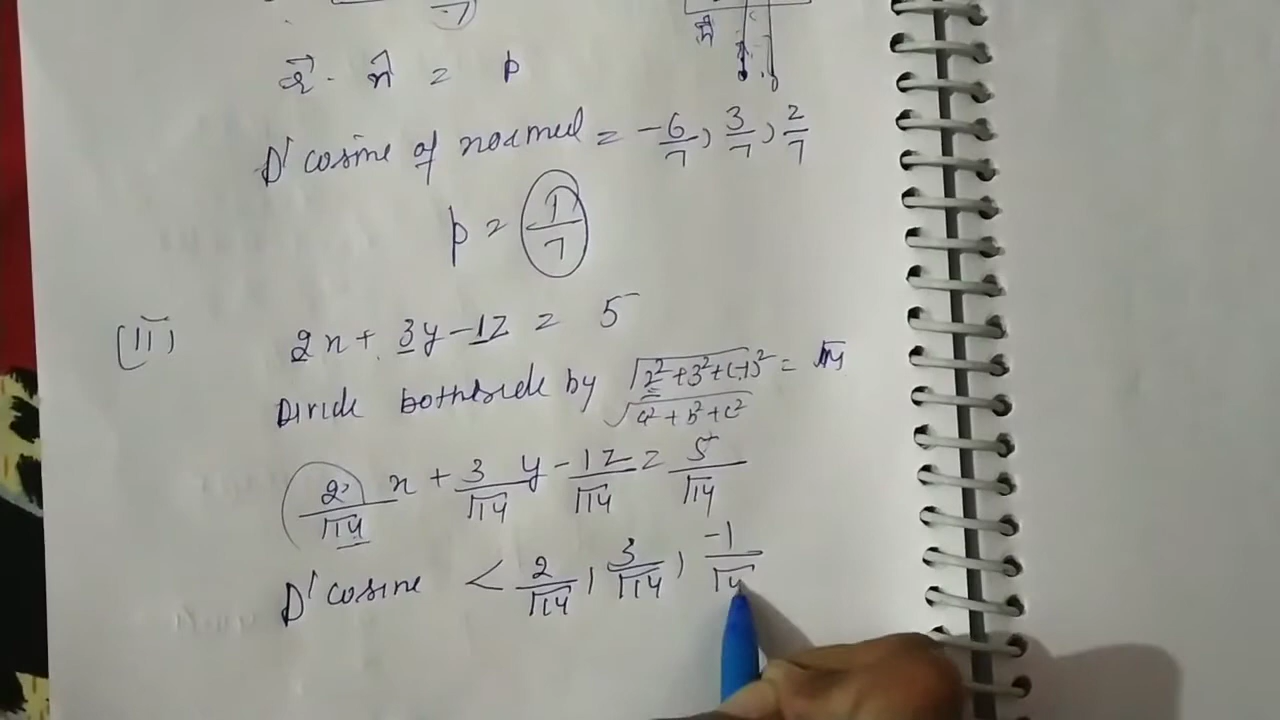 7
r⃗ · n̂ = p
D'cosine of normal = -6/7, 3/7, 2/7
p = 1/7
(II) 2x + 3y - 1z = 5
Divide bothside by √2²+3²+(-1)² = √14
√a²+b²+c²
2/√14 x + 3/√14 y - 1z/√14 = 5/√14
D'cosine < 2/√14, 3/√14, -1/√14